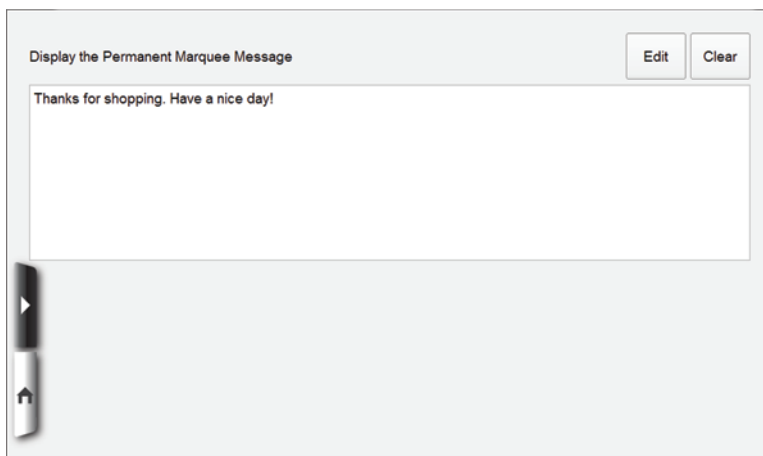 Display the Permanent Marquee Message
Edit
Clear
Thanks for shopping. Have a nice day!